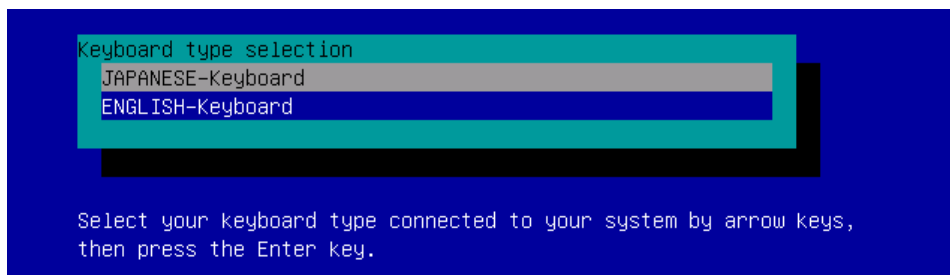 Keyboard type selection
JAPANESE-Keyboard
ENGLISH-Keyboard
Select your keyboard type connected to your system by arrow keys,
then press the Enter key.